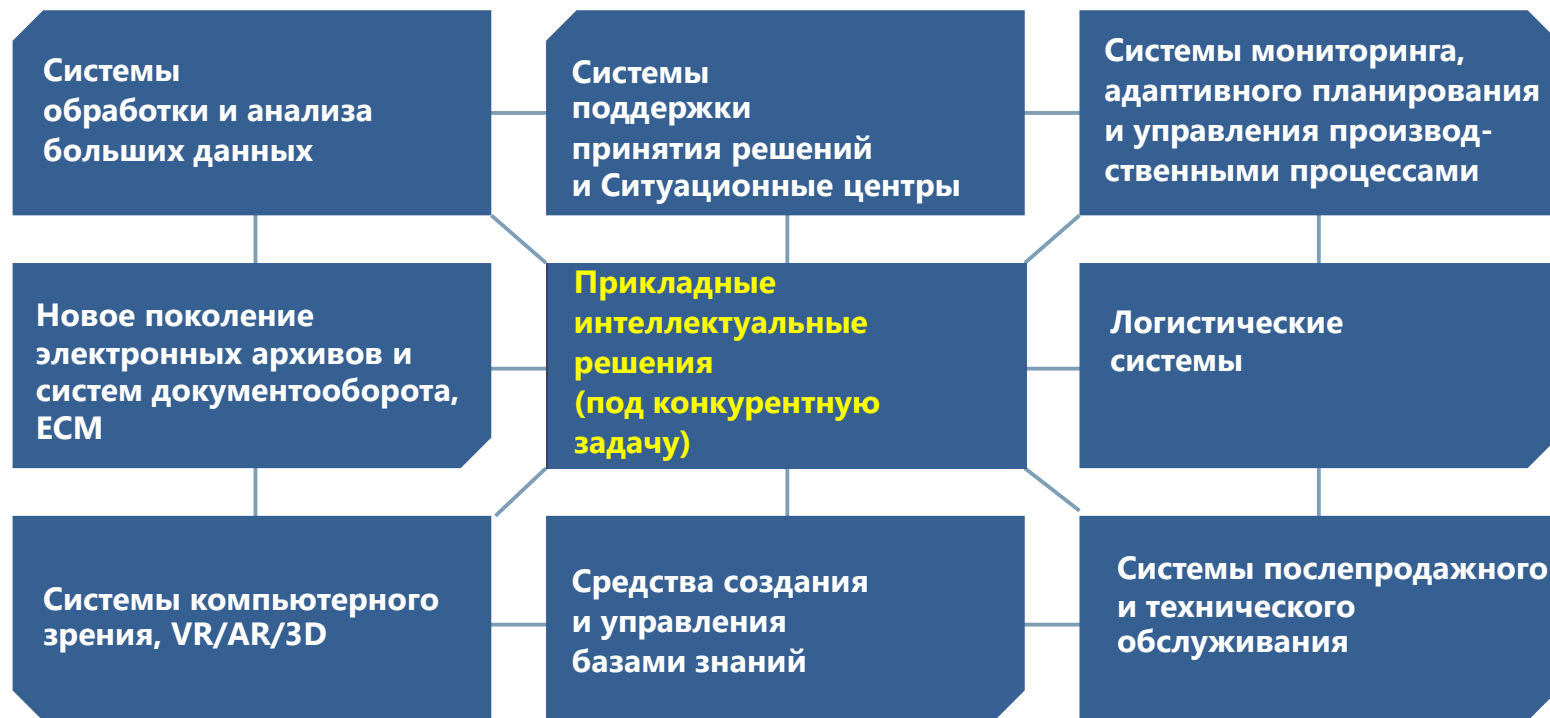 Системы
обработки и анализа
больших данных
Системы
поддержки
принятия решений
и Ситуационные центры
Системы мониторинга,
адаптивного планирования
и управления производ-
ственными процессами
Новое поколение
электронных архивов и
систем документооборота,
ECM
Прикладные
интеллектуальные
решения
(под конкурентную
задачу)
Логистические
системы
Системы компьютерного
зрения, VR/AR/3D
Средства создания
и управления
базами знаний
Системы послепродажного
и технического
обслуживания